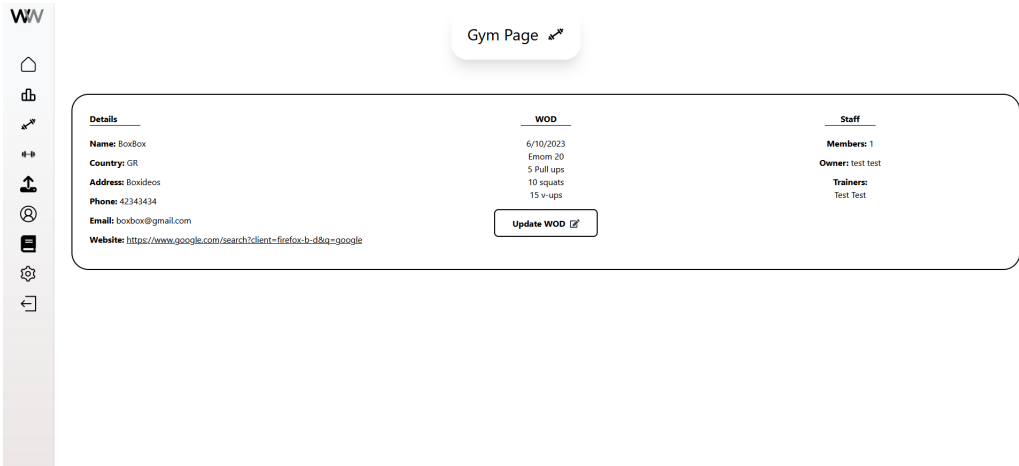 W
Gym Page
Details
Name: BoxBox
Country: GR
Address: Boxideos
Phone: 42343434
Email: boxbox@gmail.com
Website: https://www.google.com/search?client=firefox-b-d&q=google
WOD
6/10/2023
Emom 20
5 Pull ups
10 squats
15 v-ups
Update WOD
Staff
Members: 1
Owner: test test
Trainers:
Test Test